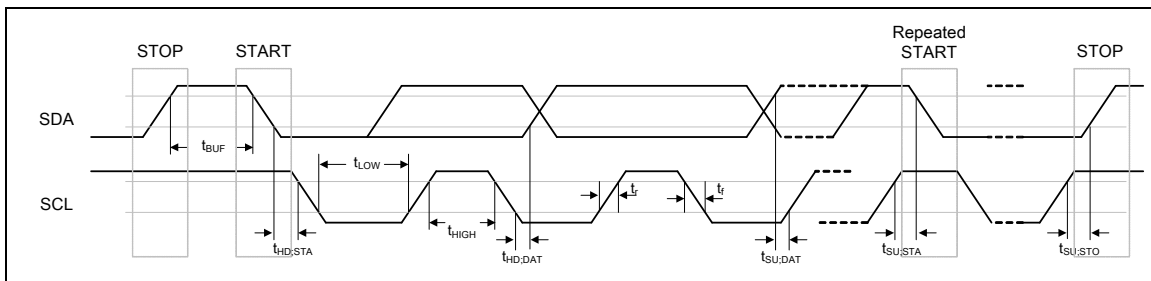 STOP
START
Repeated
START
STOP
SDA
tBUF
tLOW
SCL
tr
tf
tHIGH
tHD;STA
tHD;DAT
tSU;DAT
tSU;STA
tSU;STO